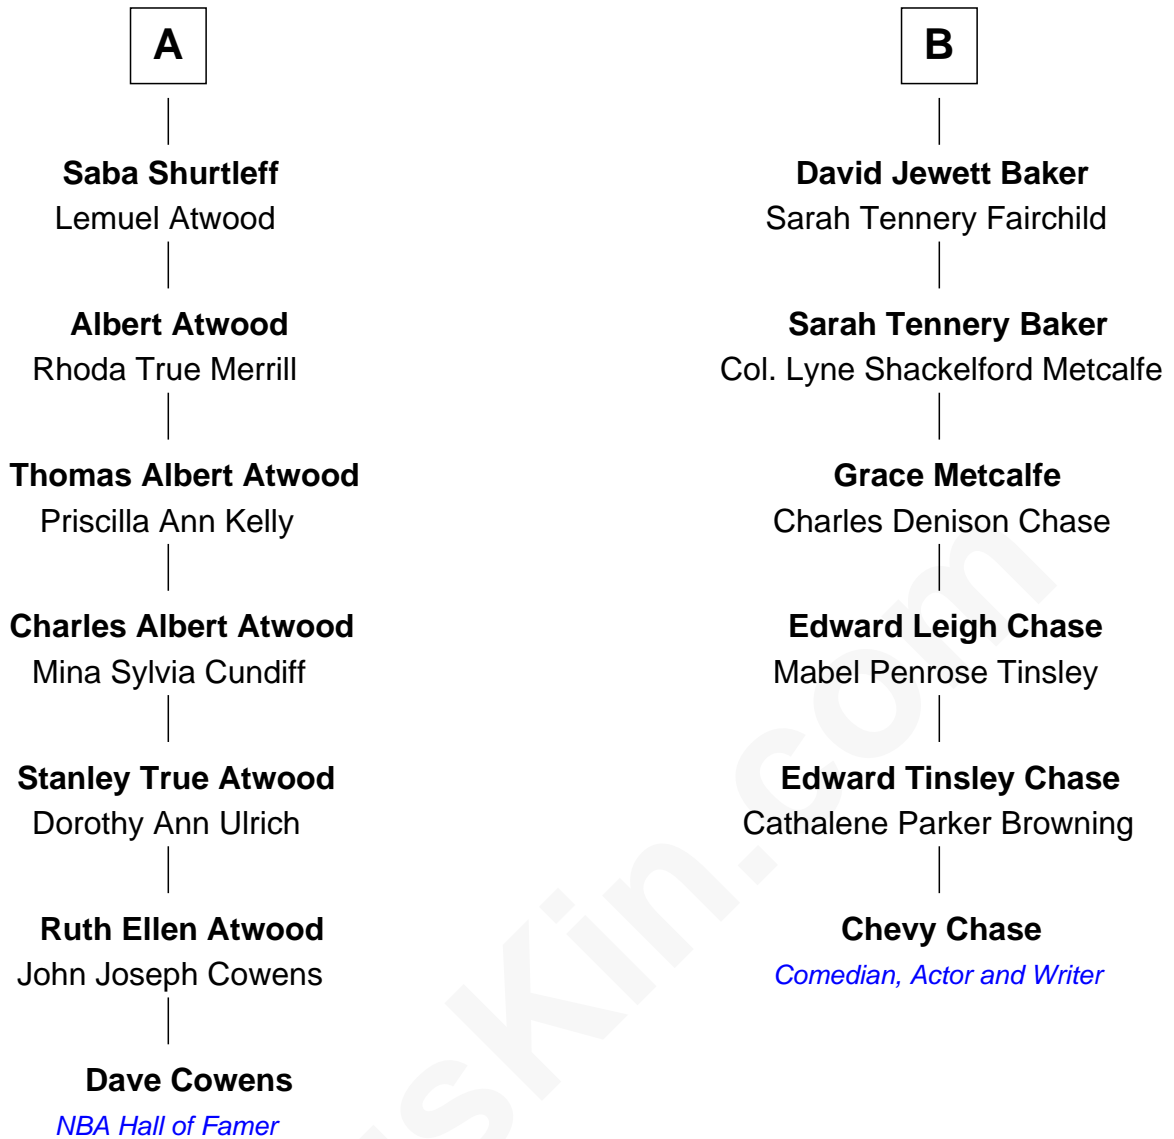 A
Saba Shurtleff
Lemuel Atwood
Albert Atwood
Rhoda True Merrill
Thomas Albert Atwood
Priscilla Ann Kelly
Charles Albert Atwood
Mina Sylvia Cundiff
Stanley True Atwood
Dorothy Ann Ulrich
Ruth Ellen Atwood
John Joseph Cowens
Dave Cowens
NBA Hall of Famer
B
David Jewett Baker
Sarah Tennery Fairchild
Sarah Tennery Baker
Col. Lyne Shackelford Metcalfe
Grace Metcalfe
Charles Denison Chase
Edward Leigh Chase
Mabel Penrose Tinsley
Edward Tinsley Chase
Cathalene Parker Browning
Chevy Chase
Comedian, Actor and Writer